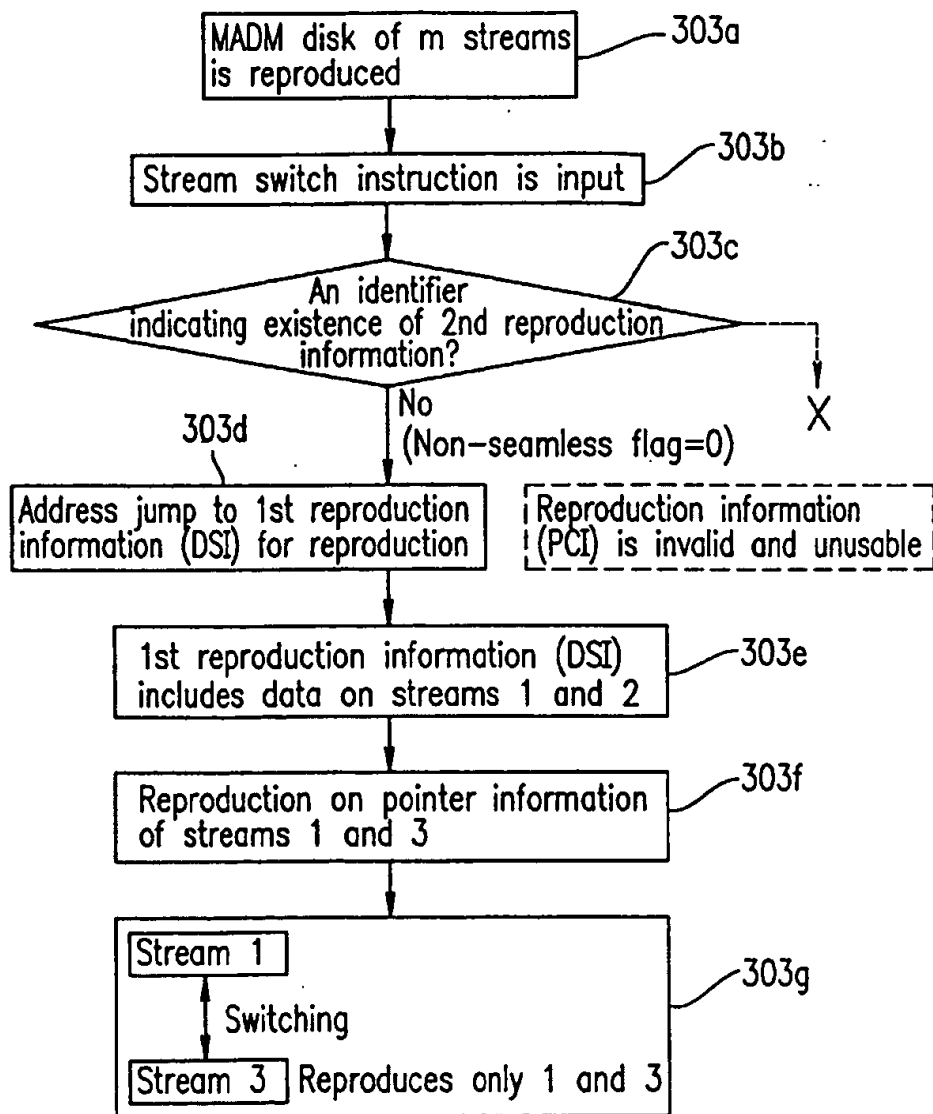 MADM disk of m streams
is reproduced
303a
303b
Stream switch instruction is input
303c
An identifier
indicating existence of 2nd reproduction
information?
X
No
(Non-seamless flag=0)
303d
Address jump to 1st reproduction
information (DSI) for reproduction
Reproduction information
(PCI) is invalid and unusable
1st reproduction information (DSI)
includes data on streams 1 and 2
303e
Reproduction on pointer information
of streams 1 and 3
303f
Stream 1
303g
Switching
Stream 3 Reproduces only 1 and 3